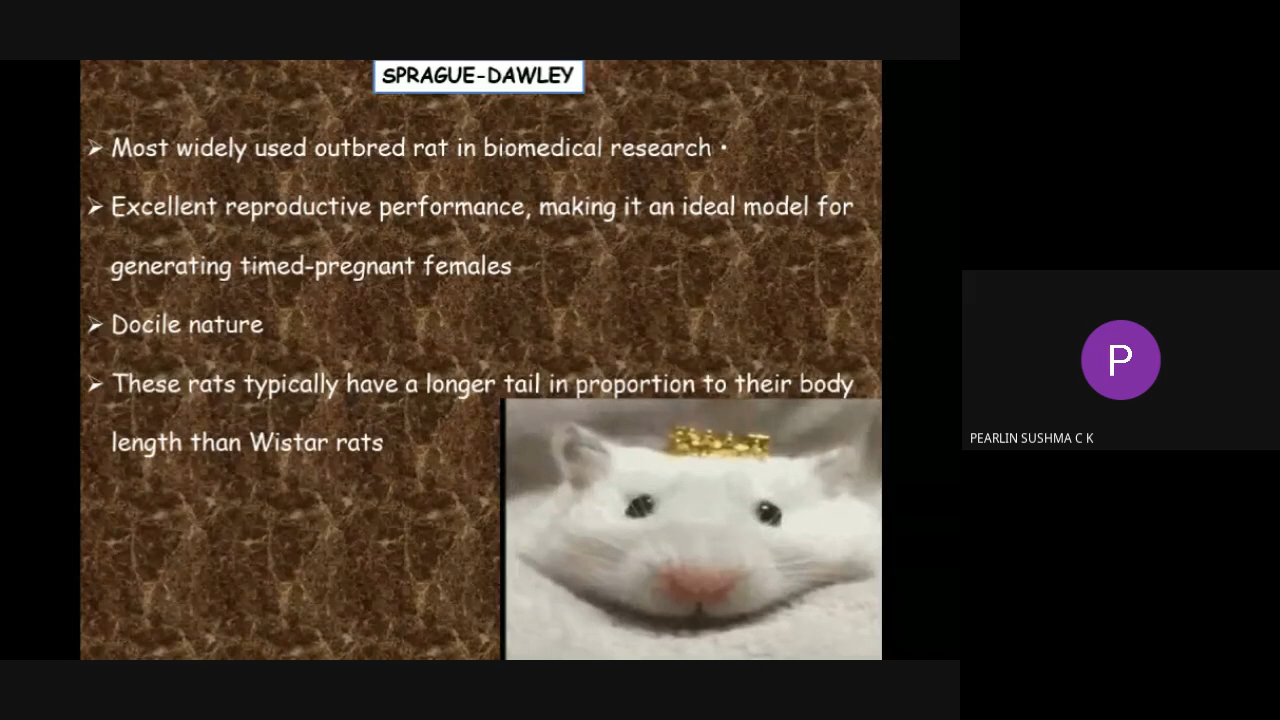 SPRAGUE-DAWLEY
➢ Most widely used outbred rat in biomedical research •
➢ Excellent reproductive performance, making it an ideal model for
generating timed-pregnant females
➢ Docile nature
➢ These rats typically have a longer tail in proportion to their body
length than Wistar rats
P
PEARLIN SUSHMA C K